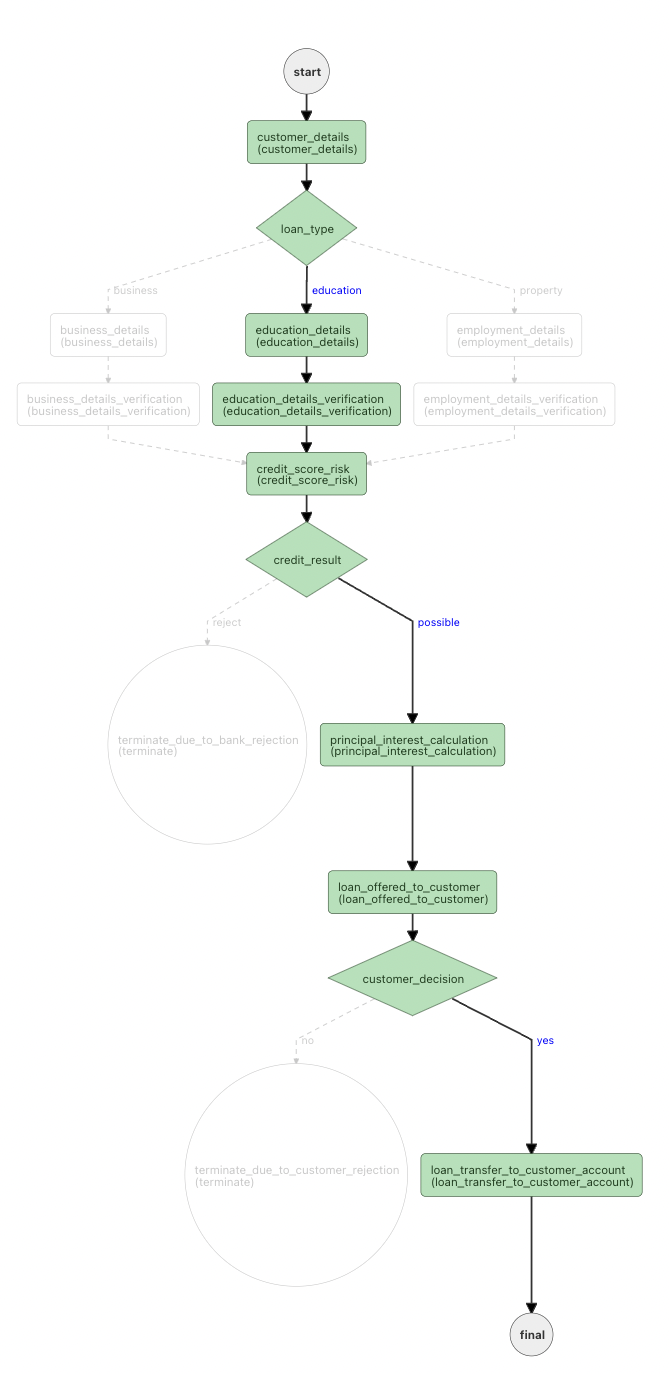 start
customer_details
(customer_details)
loan_type
business
education
property
business_details
(business_details)
education_details
(education_details)
employment_details
(employment_details)
business_details_verification
(business_details_verification)
education_details_verification
(education_details_verification)
employment_details_verification
(employment_details_verification)
credit_score_risk
(credit_score_risk)
credit_result
reject
possible
terminate_due_to_bank_rejection
(terminate)
principal_interest_calculation
(principal_interest_calculation)
loan_offered_to_customer
(loan_offered_to_customer)
customer_decision
no
yes
terminate_due_to_customer_rejection
(terminate)
loan_transfer_to_customer_account
(loan_transfer_to_customer_account)
final